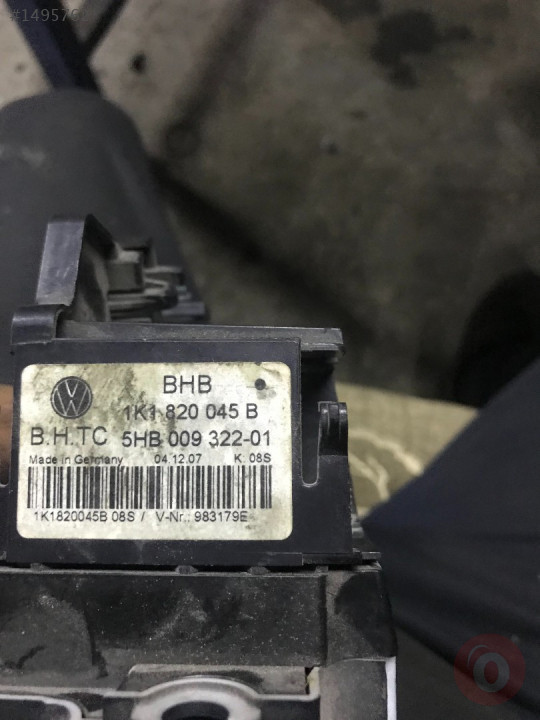 BHB
1K1 820 045 B
B.H.TC 5HB 009 322-01
Made in Germany 04.12.07 K. 08S
1K1820045B 08S / V-Nr.: 983179E